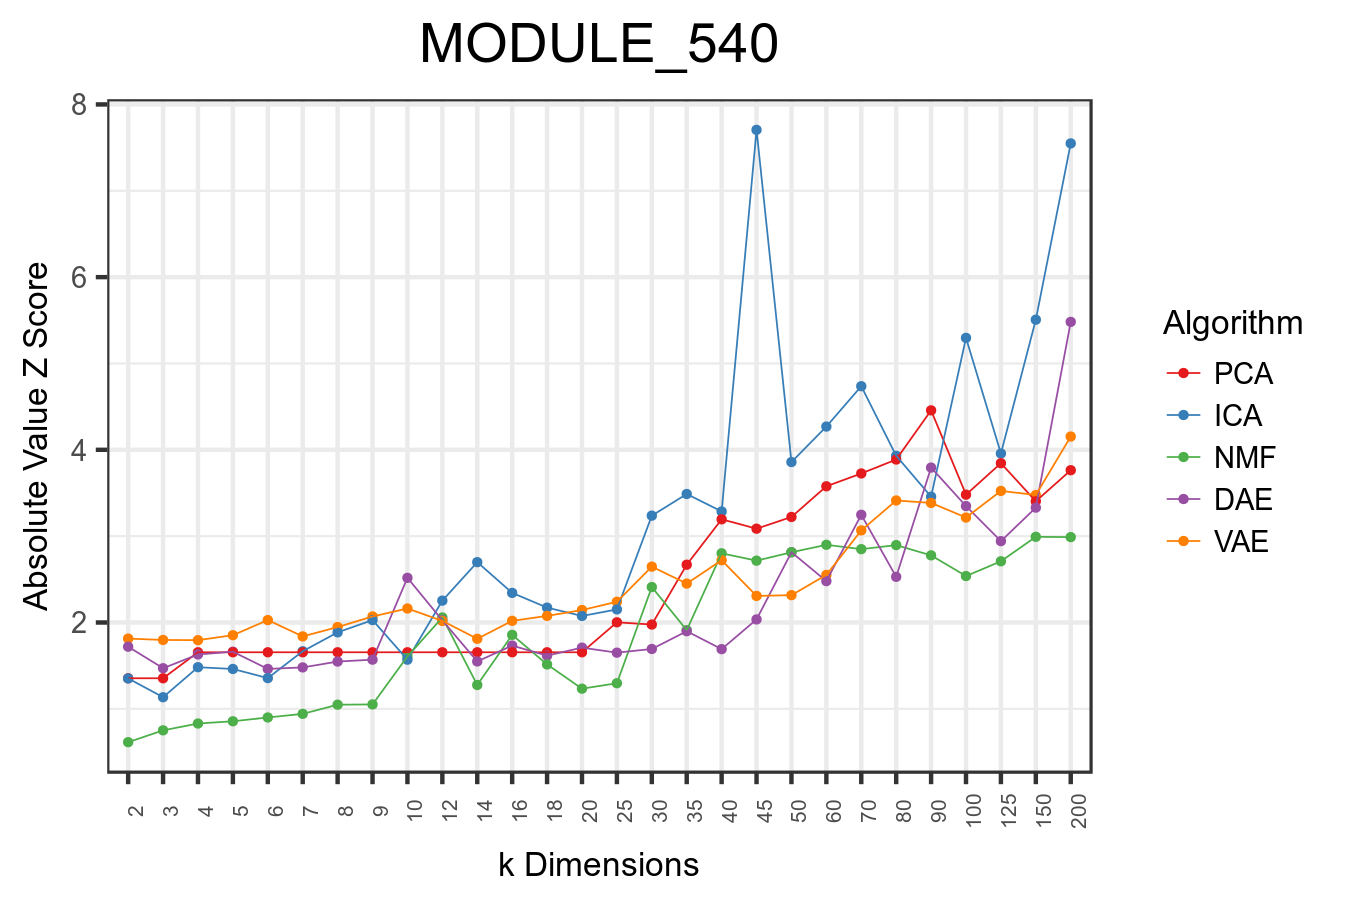 MODULE_540
Absolute Value Z Score
8
6
4
2
2 3 4 5 6 7 8 9 10 12 14 16 18 20 25 30 35 40 45 50 60 70 80 90 100 125 150 200
k Dimensions
Algorithm
PCA
ICA
NMF
DAE
VAE